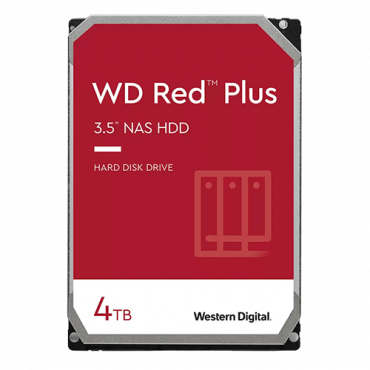 WD Red™ Plus
3.5" NAS HDD
HARD DISK DRIVE
4TB
Western Digital.